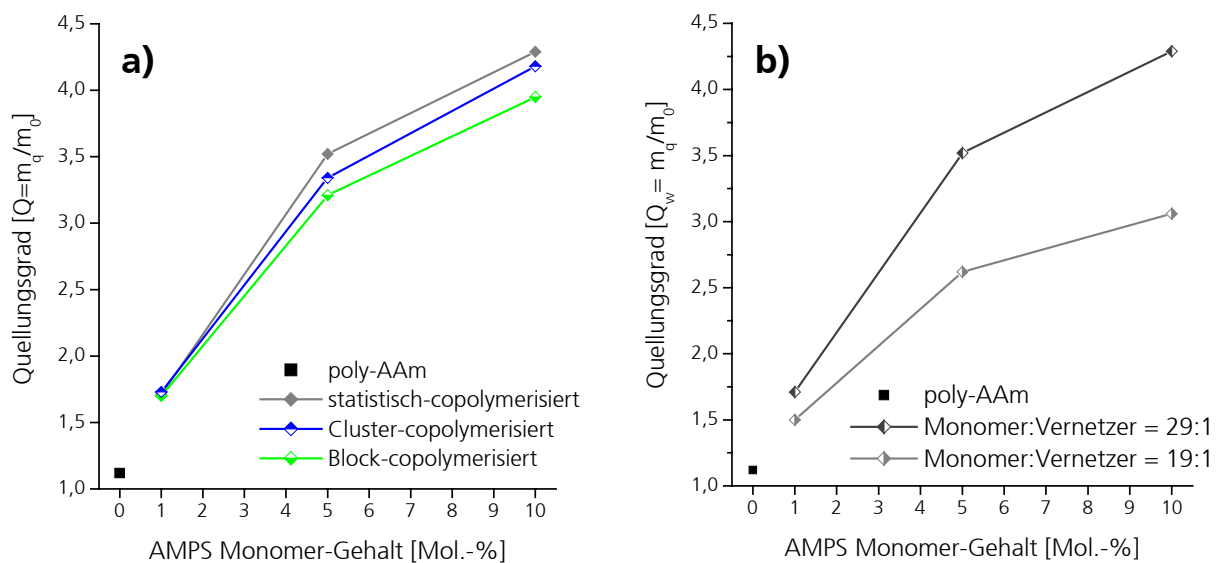 a)
Quellungsgrad [Q=m_q/m_0]
4,5
4,0
3,5
3,0
2,5
2,0
1,5
1,0
0 1 2 3 4 5 6 7 8 9 10
AMPS Monomer-Gehalt [Mol.-%]
poly-AAm
statistisch-copolymerisiert
Cluster-copolymerisiert
Block-copolymerisiert
b)
Quellungsgrad [Q_w= m_q/m_0]
4,5
4,0
3,5
3,0
2,5
2,0
1,5
1,0
0 1 2 3 4 5 6 7 8 9 10
AMPS Monomer-Gehalt [Mol.-%]
poly-AAm
Monomer:Vernetzer = 29:1
Monomer:Vernetzer = 19:1